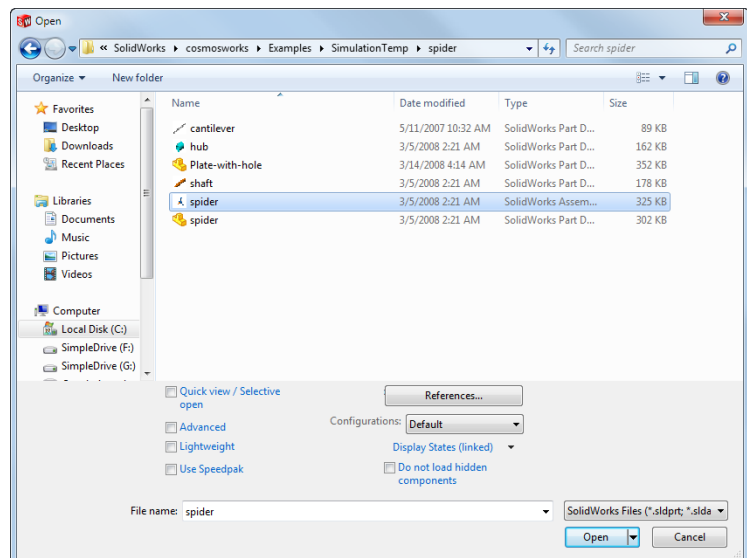 Open
« SolidWorks ▸ cosmosworks ▸ Examples ▸ SimulationTemp ▸ spider
Search spider
Organize ▾ New folder
Favorites
Desktop
Downloads
Recent Places
Libraries
Documents
Music
Pictures
Videos
Computer
Local Disk (C:)
SimpleDrive (F:)
SimpleDrive (G:)
Name Date modified Type Size
cantilever 5/11/2007 10:32 AM SolidWorks Part D... 89 KB
hub 3/5/2008 2:21 AM SolidWorks Part D... 162 KB
Plate-with-hole 3/14/2008 4:14 AM SolidWorks Part D... 352 KB
shaft 3/5/2008 2:21 AM SolidWorks Part D... 178 KB
spider 3/5/2008 2:21 AM SolidWorks Assem... 325 KB
spider 3/5/2008 2:21 AM SolidWorks Part D... 302 KB
Quick view / Selective
open
Advanced
Lightweight
Use Speedpak
References...
Configurations: Default
Display States (linked)
Do not load hidden
components
File name: spider
SolidWorks Files (*.sldprt; *.slda
Open Cancel